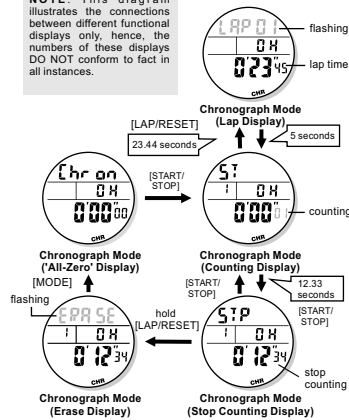 NOTE: This diagram
illustrates the connections
between different functional
displays only, hence, the
numbers of these displays
DO NOT conform to fact in
all instances.
LAP 01
flashing
0H
0'23"45
lap time
CHR
Chronograph Mode
(Lap Display)
[LAP/RESET]
23.44 seconds
5 seconds
Chron
0H
0'00"00
CHR
[START/
STOP]
ST
1 0H
0'00"01
counting
CHR
Chronograph Mode
('All-Zero' Display)
Chronograph Mode
(Counting Display)
[MODE]
[START/
STOP]
12.33
seconds
[START/
STOP]
flashing
ERASE
1 0H
0'12"34
CHR
hold
[LAP/RESET]
STP
1 0H
0'12"34
CHR
stop
counting
Chronograph Mode
(Erase Display)
Chronograph Mode
(Stop Counting Display)